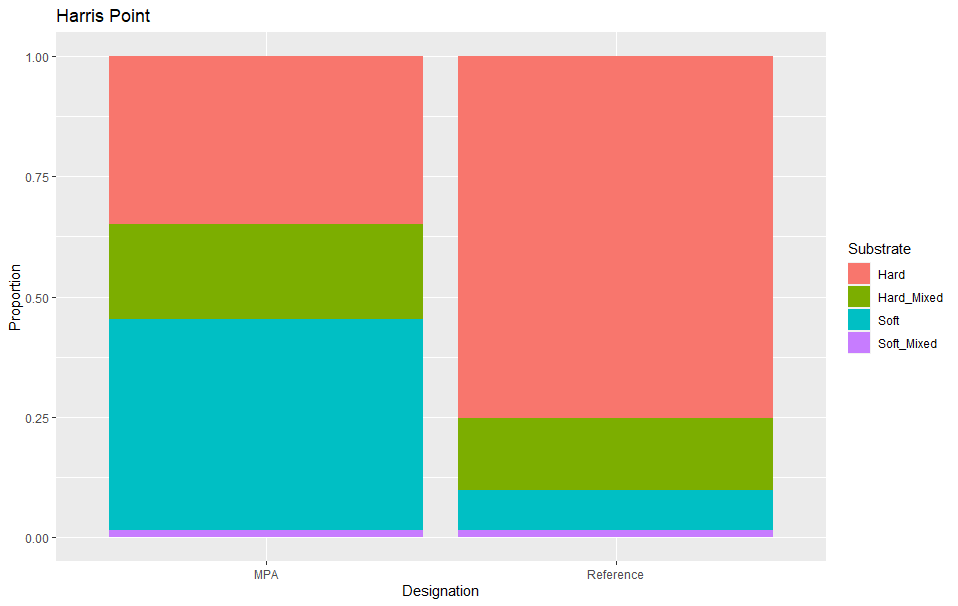 Harris Point
1.00
0.75
0.50
0.25
0.00
Proportion
MPA
Reference
Designation
Substrate
Hard
Hard_Mixed
Soft
Soft_Mixed